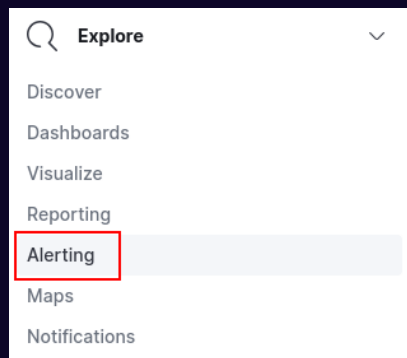 Explore
Discover
Dashboards
Visualize
Reporting
Alerting
Maps
Notifications